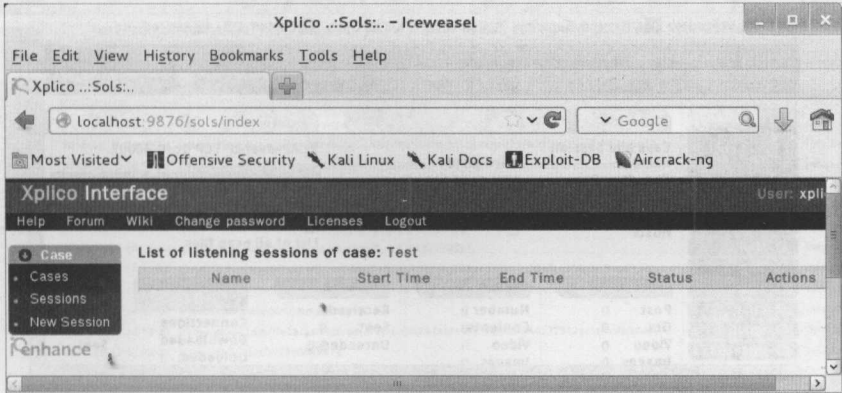 Xplico ..:Sols:.. – Iceweasel
File Edit View History Bookmarks Tools Help
Xplico ..:Sols:..
localhost:9876/sols/index
Google
Most Visited Offensive Security Kali Linux Kali Docs Exploit-DB Aircrack-ng
Xplico Interface
User: xpli
Help Forum Wiki Change password Licenses Logout
Case
Cases
Sessions
New Session
List of listening sessions of case: Test
Name Start Time End Time Status Actions
enhance